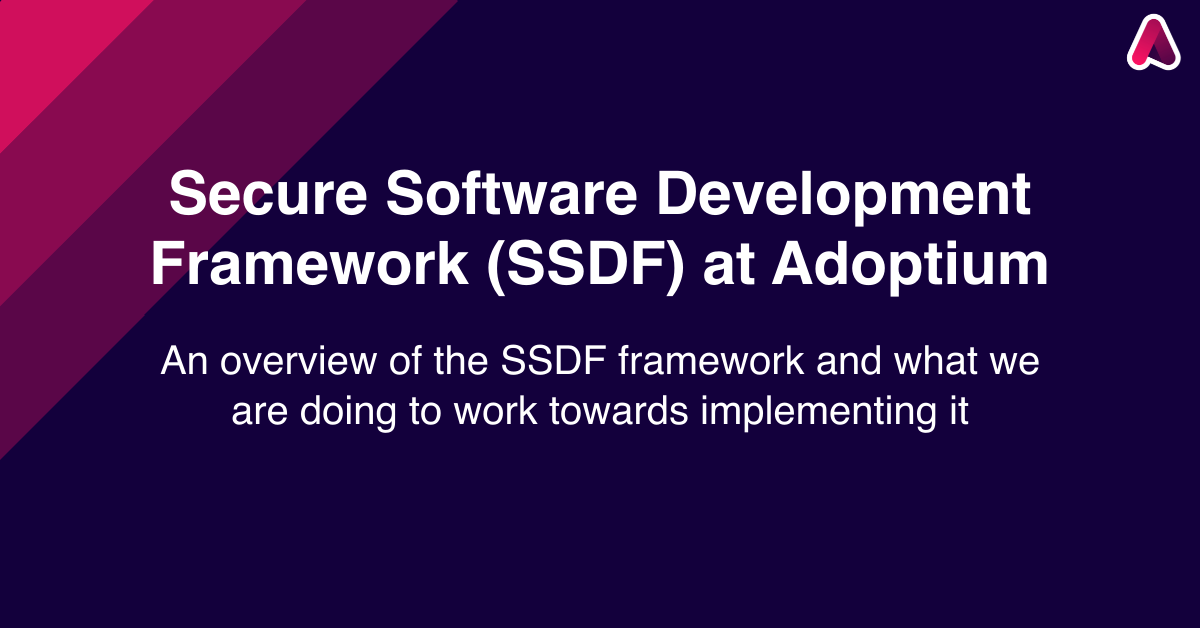 Secure Software Development
Framework (SSDF) at Adoptium
An overview of the SSDF framework and what we
are doing to work towards implementing it